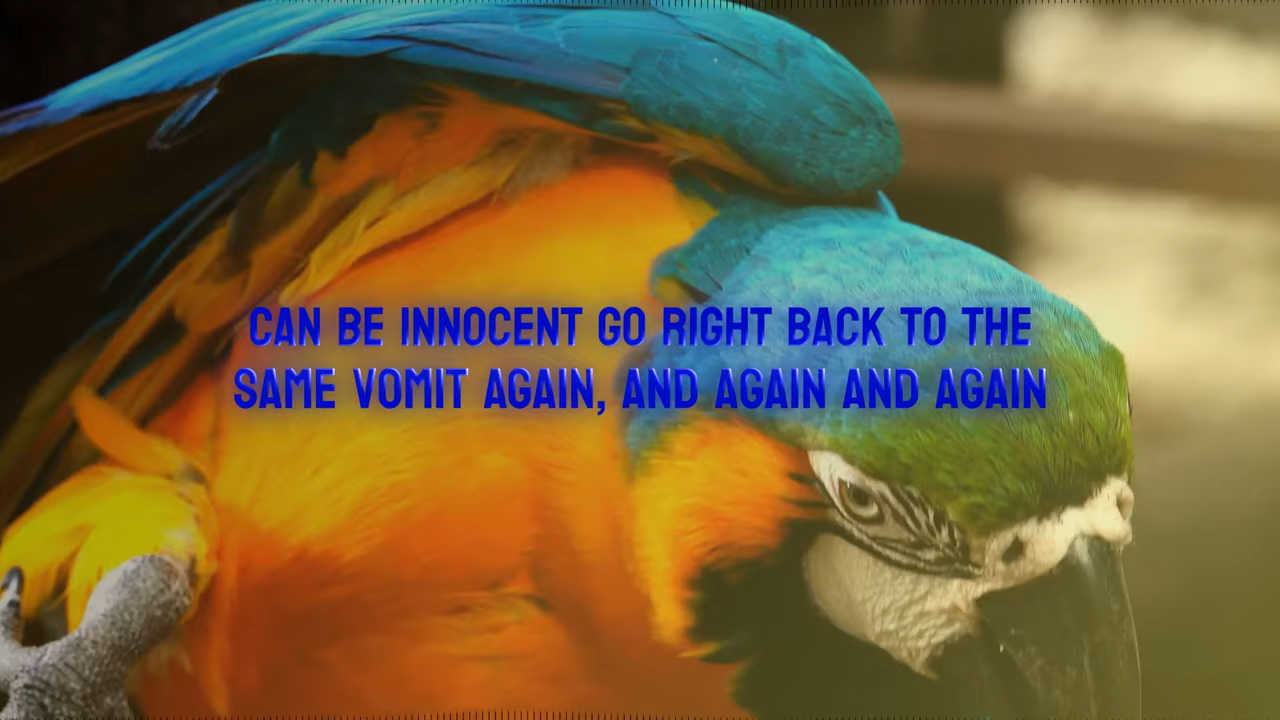 CAN BE INNOCENT GO RIGHT BACK TO THE
SAME VOMIT AGAIN, AND AGAIN AND AGAIN